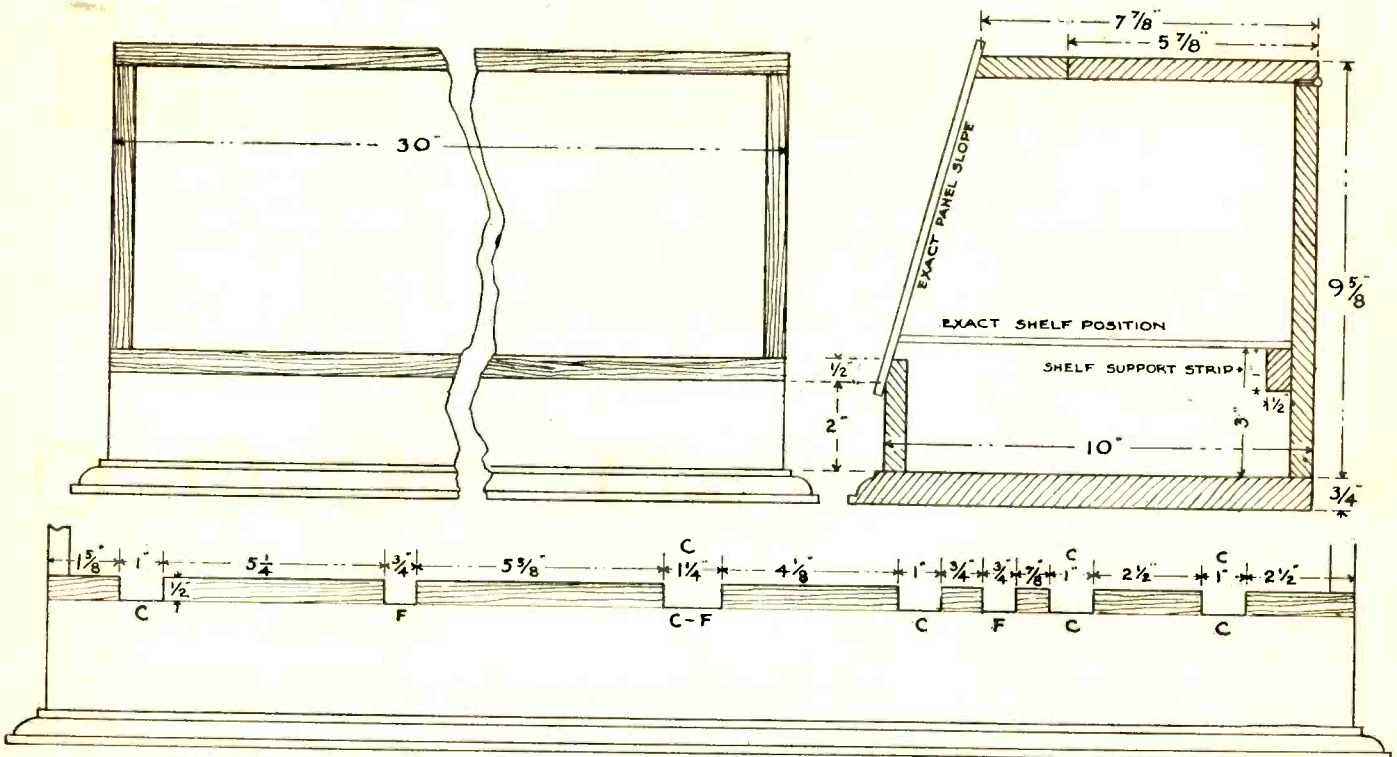 30"
7 7/8"
5 7/8"
EXACT PANEL SLOPE
EXACT SHELF POSITION
SHELF SUPPORT STRIP
9 5/8"
1/2"
2"
1/2"
3"
10"
3/4"
1 5/8" 1" 5 1/4 3/4" 5 5/8" C 1 1/4" 4 1/8" 1" 3/4" 3/4" 7/8" C 1" 2 1/2" C 1" 2 1/2"
1/2"
C F C-F C F C C